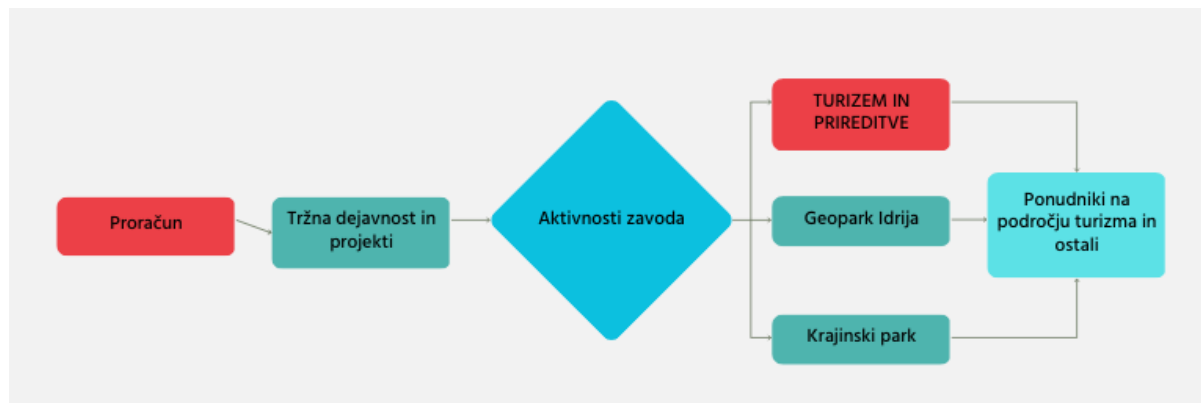 Proračun
Tržna dejavnost in
projekti
Aktivnosti zavoda
TURIZEM IN
PRIREDITVE
Geopark Idrija
Krajinski park
Ponudniki na
področju turizma in
ostali